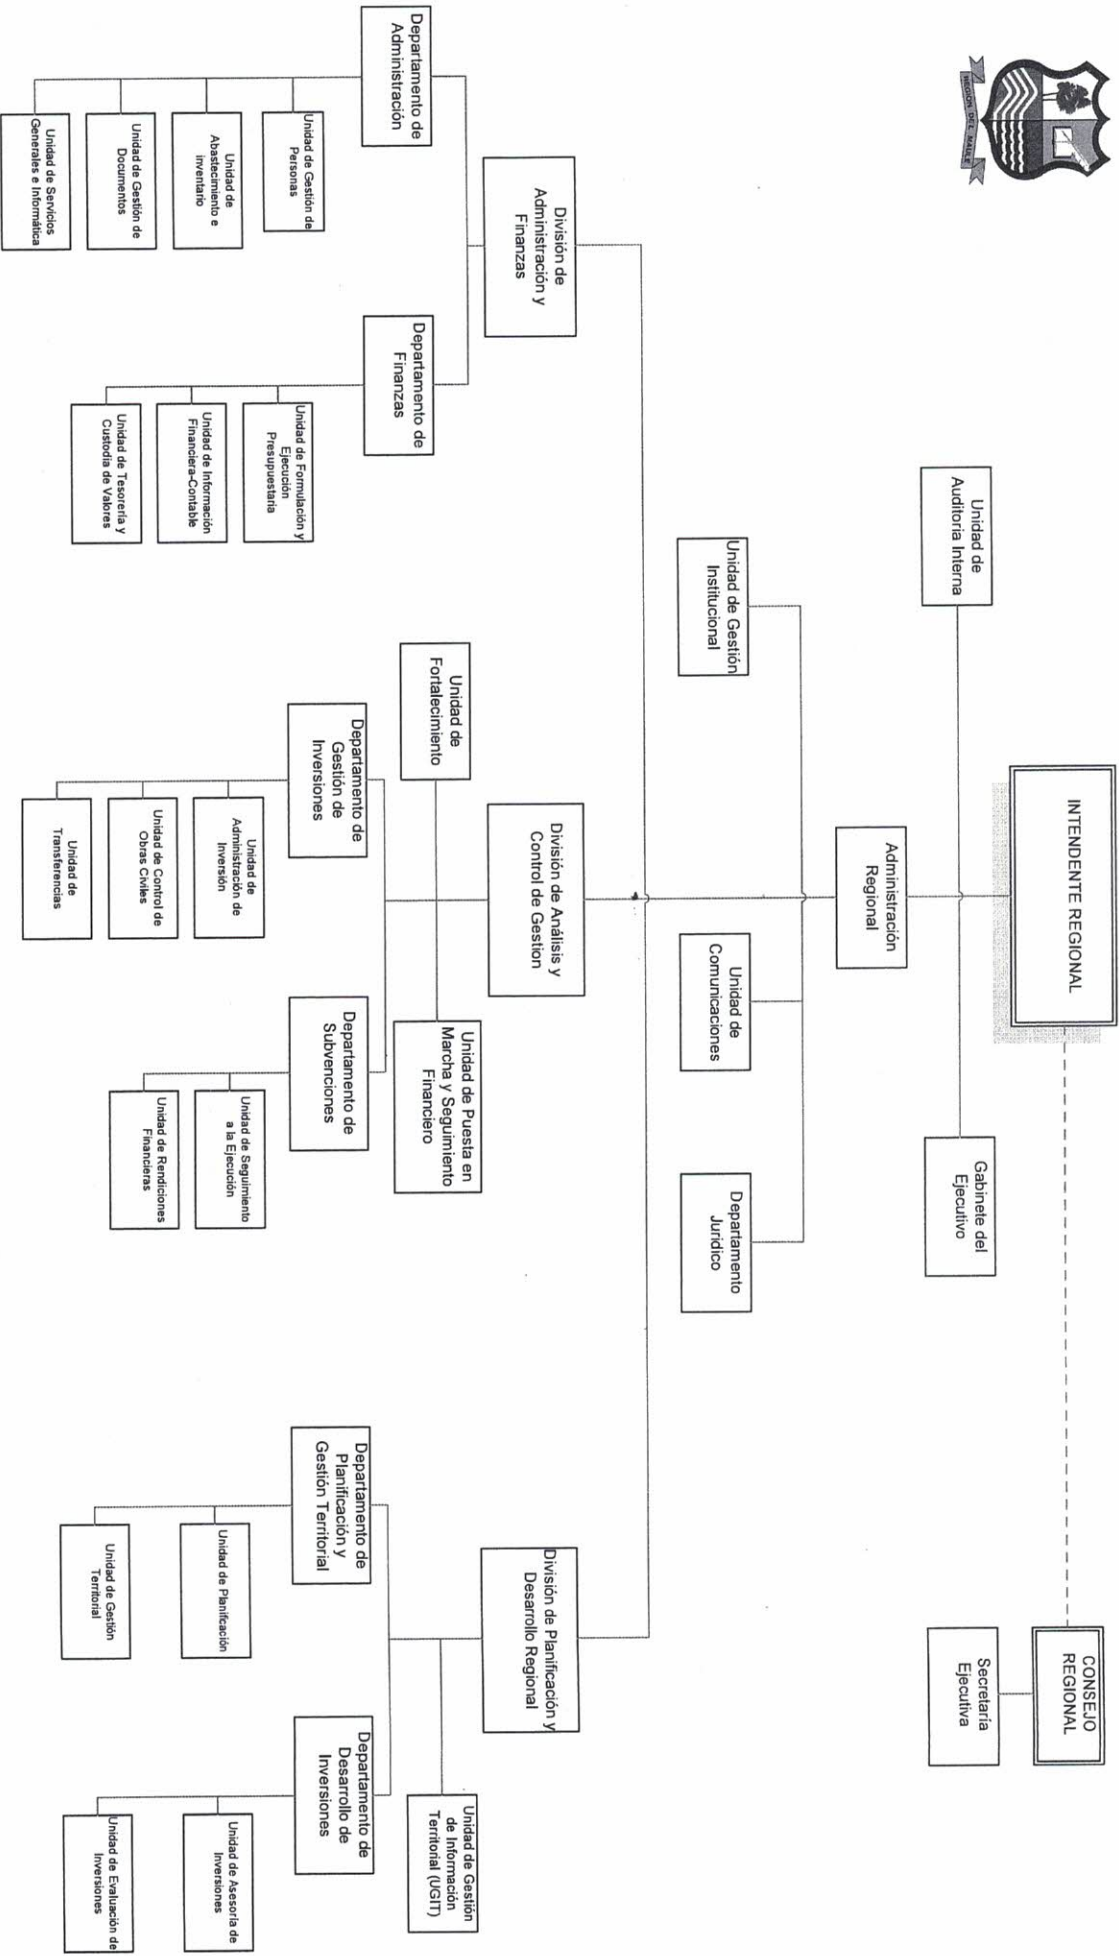 REGION DEL MAULE
INTENDENTE REGIONAL
CONSEJO
REGIONAL
Secretaría
Ejecutiva
Unidad de
Auditoria Interna
Gabinete del
Ejecutivo
Administración
Regional
Unidad de Gestión
Institucional
Unidad de
Comunicaciones
Departamento
Jurídico
División de
Administración y
Finanzas
División de Análisis y
Control de Gestion
División de Planificación y
Desarrollo Regional
Departamento de
Administración
Departamento de
Finanzas
Unidad de Gestión de
Personas
Unidad de
Abastecimiento e
inventario
Unidad de Gestión de
Documentos
Unidad de Servicios
Generales e Informática
Unidad de Formulación y
Ejecución
Presupuestaria
Unidad de Información
Financiera-Contable
Unidad de Tesorería y
Custodia de Valores
Unidad de
Fortalecimiento
Unidad de Puesta en
Marcha y Seguimiento
Financiero
Departamento de
Gestión de
Inversiones
Departamento de
Subvenciones
Unidad de
Administración de
Inversión
Unidad de Control de
Obras Civiles
Unidad de
Transferencias
Unidad de Seguimiento
a la Ejecución
Unidad de Rendiciones
Financieras
Unidad de Gestión
de Información
Territorial (UGIT)
Departamento de
Planificación y
Gestión Territorial
Departamento de
Desarrollo de
Inversiones
Unidad de Planificación
Unidad de Gestión
Territorial
Unidad de Asesoría de
Inversiones
Unidad de Evaluación de
Inversiones